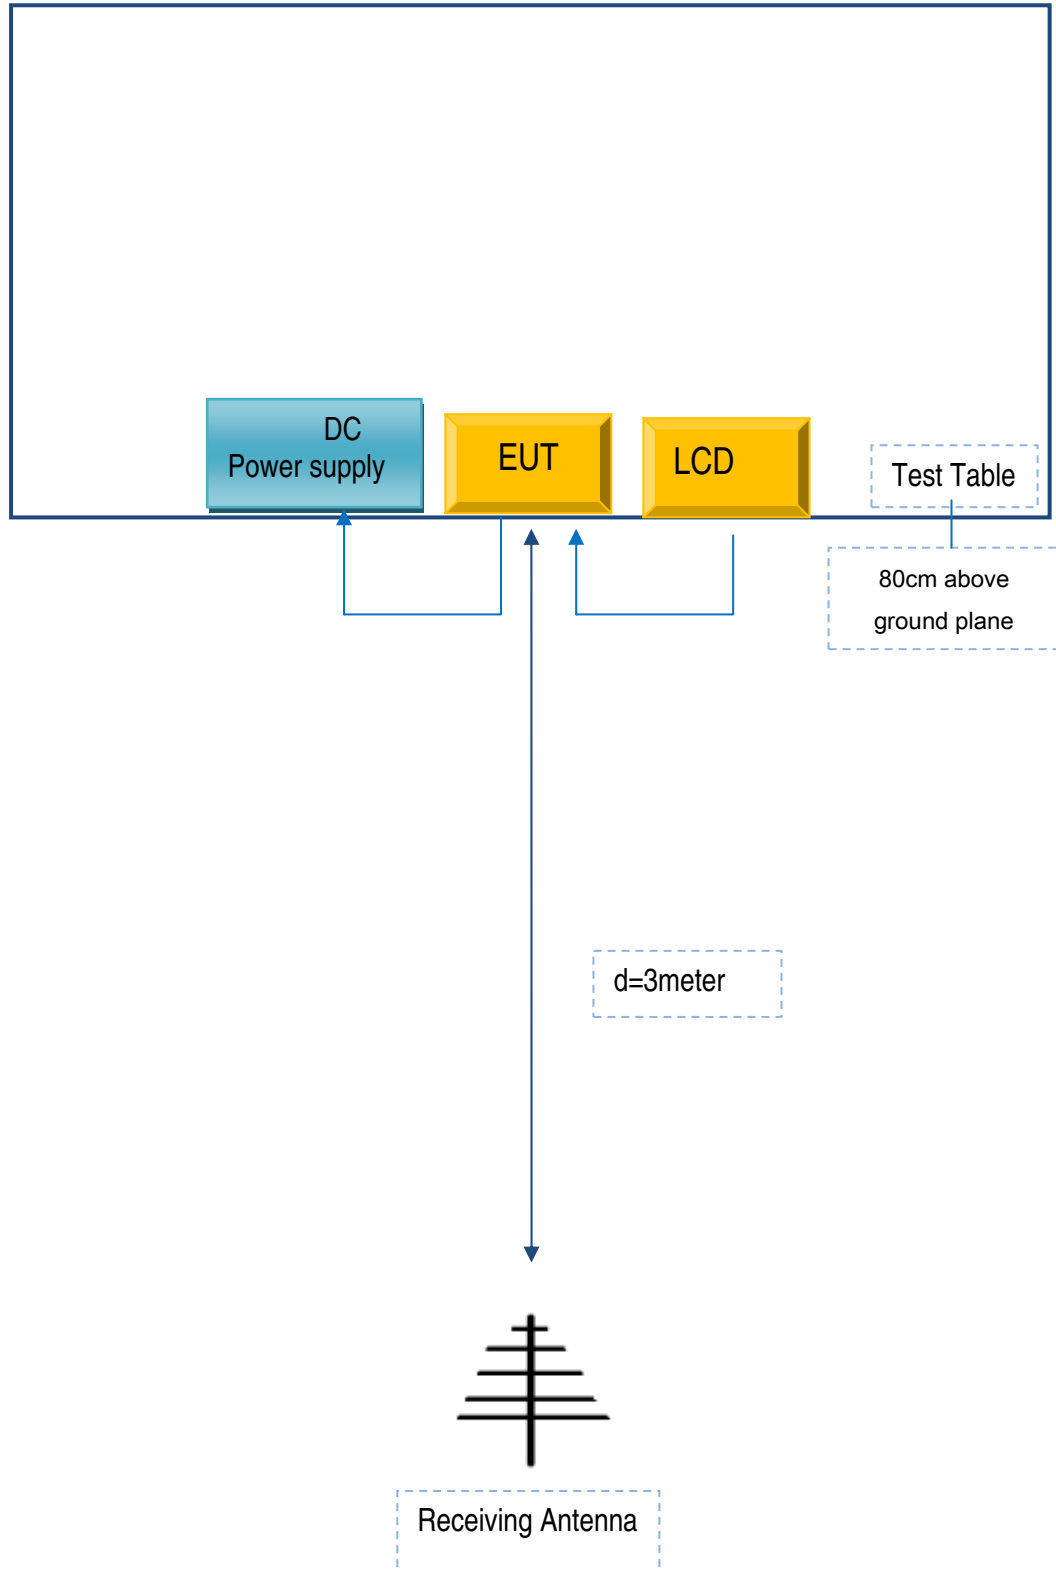 DC
Power supply
EUT
LCD
Test Table
80cm above
ground plane
d=3meter
Receiving Antenna